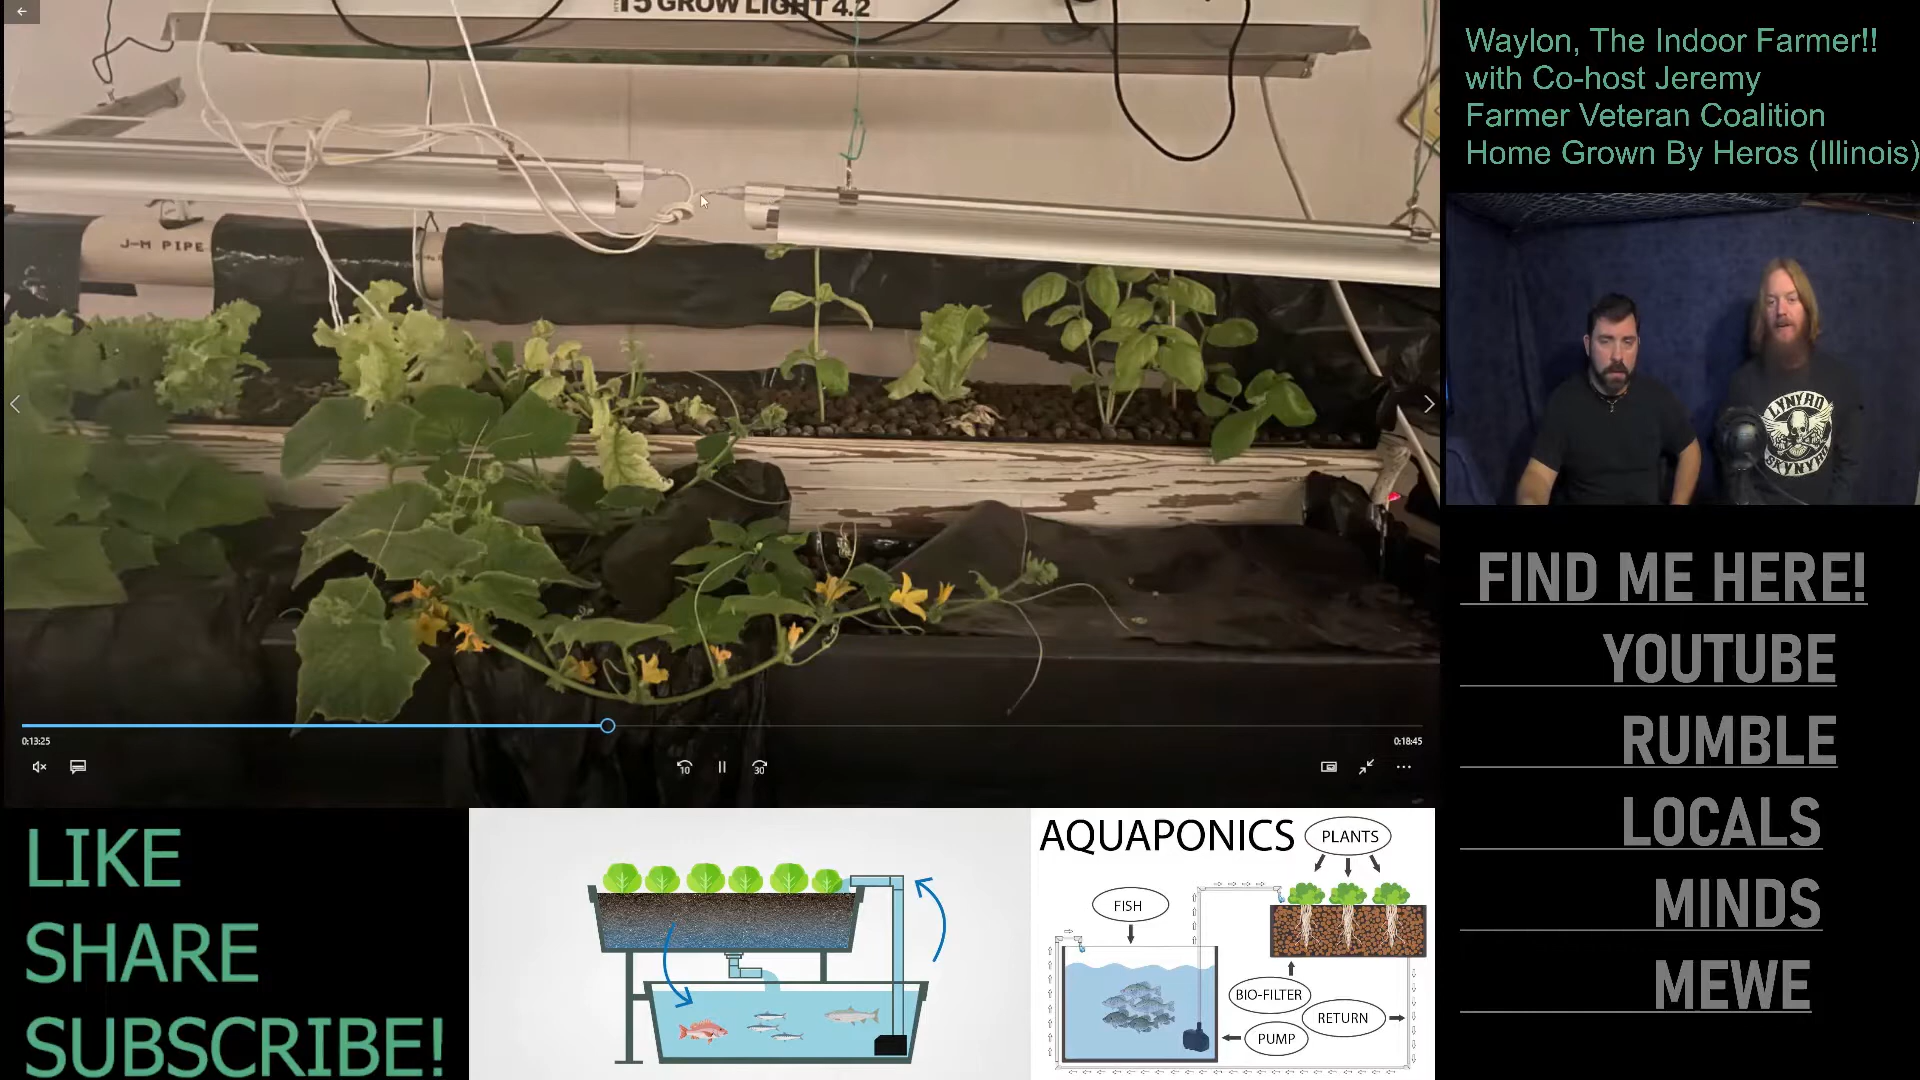 T5 GROW LIGHT 4.2
J-M PIPE
0:13:25
0:18:45
10
30
Waylon, The Indoor Farmer!!
with Co-host Jeremy
Farmer Veteran Coalition
Home Grown By Heros (Illinois)
LYNYRD
SKYNYRD
FIND ME HERE!
YOUTUBE
RUMBLE
LOCALS
MINDS
MEWE
LIKE
SHARE
SUBSCRIBE!
AQUAPONICS
PLANTS
FISH
BIO-FILTER
RETURN
PUMP